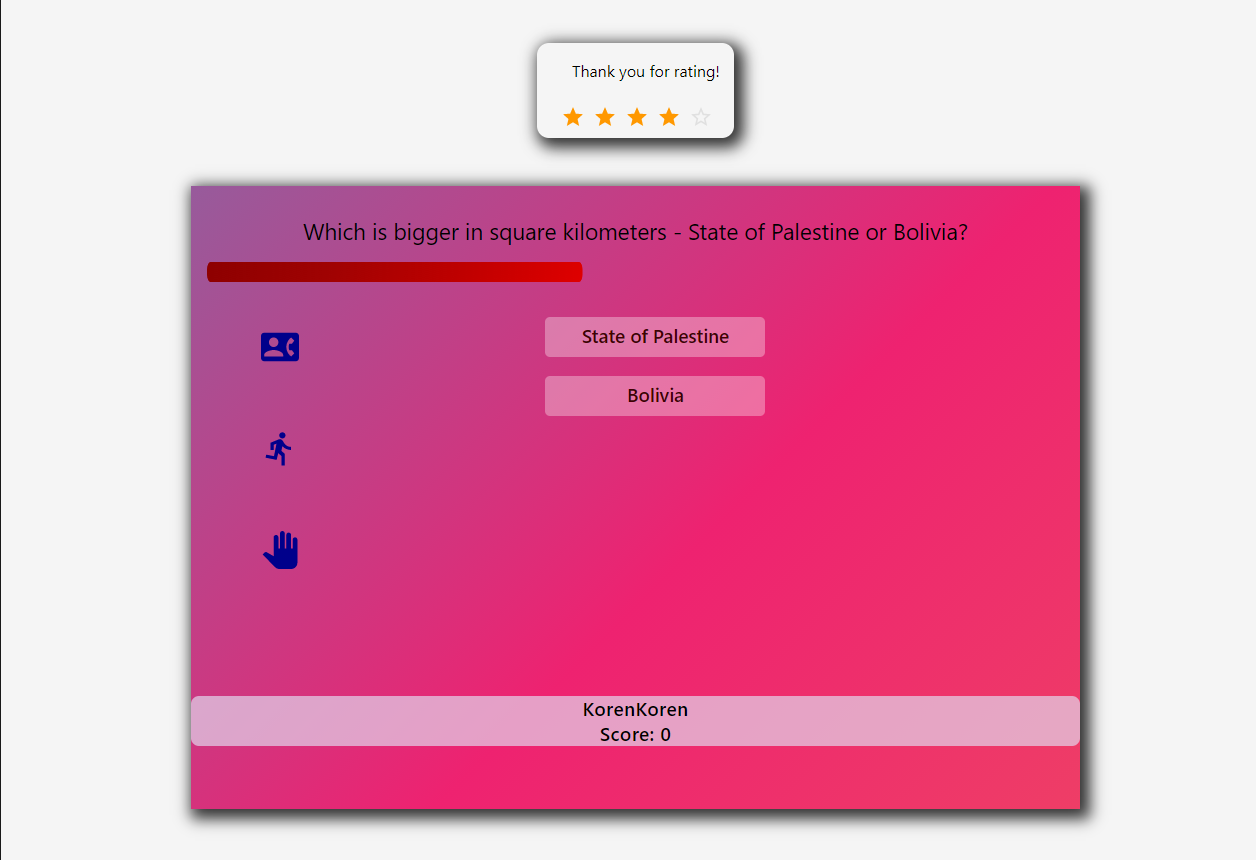 Thank you for rating!
Which is bigger in square kilometers - State of Palestine or Bolivia?
State of Palestine
Bolivia
KorenKoren
Score: 0